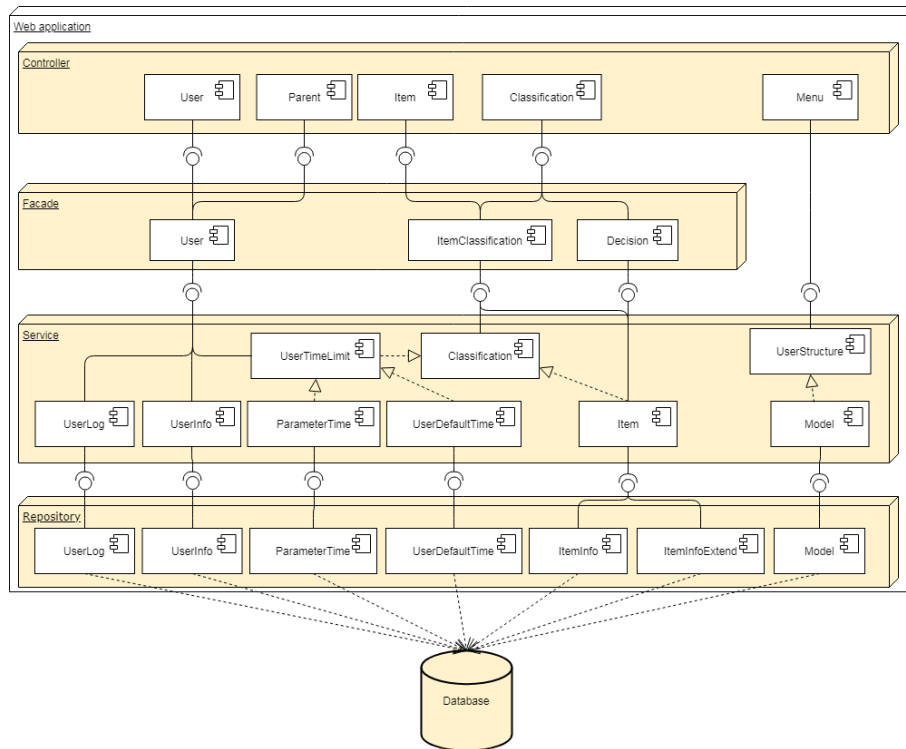 Web application
Controller
User
Parent
Item
Classification
Menu
Facade
User
ItemClassification
Decision
Service
UserTimeLimit
Classification
UserStructure
UserLog
UserInfo
ParameterTime
UserDefaultTime
Item
Model
Repository
UserLog
UserInfo
ParameterTime
UserDefaultTime
ItemInfo
ItemInfoExtend
Model
Database